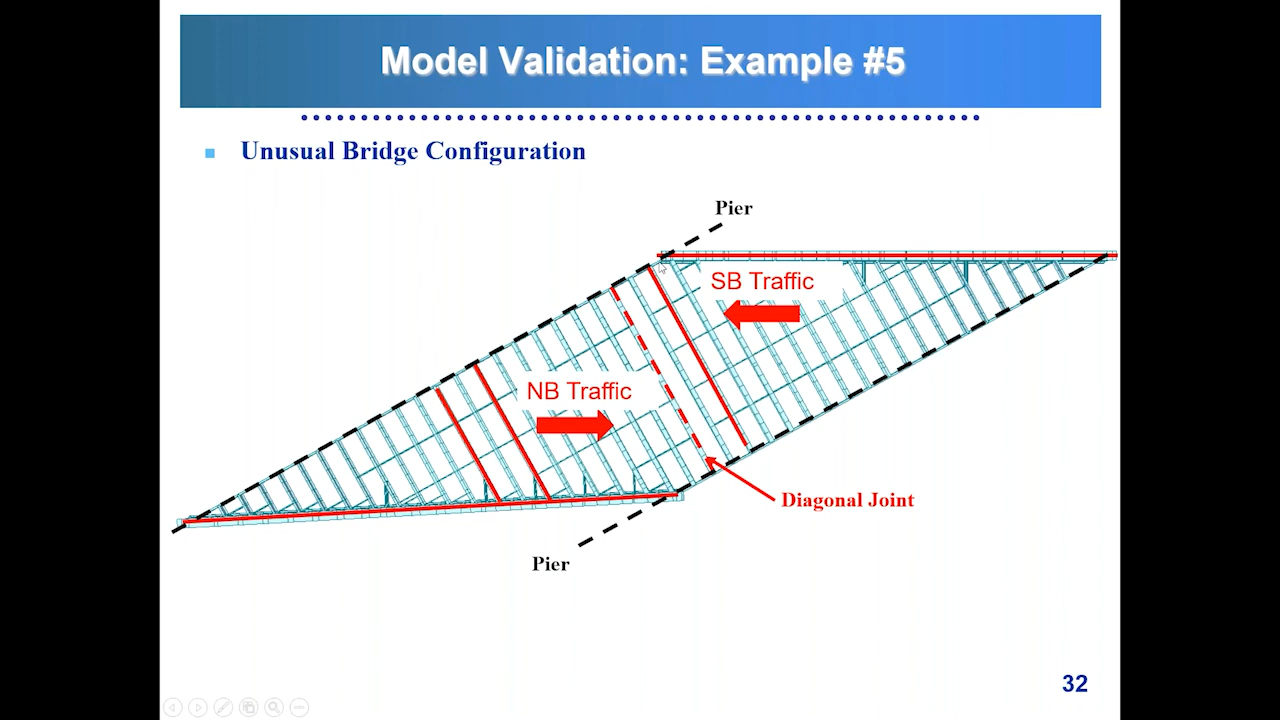 Model Validation: Example #5
Unusual Bridge Configuration
Pier
SB Traffic
NB Traffic
Diagonal Joint
Pier
32